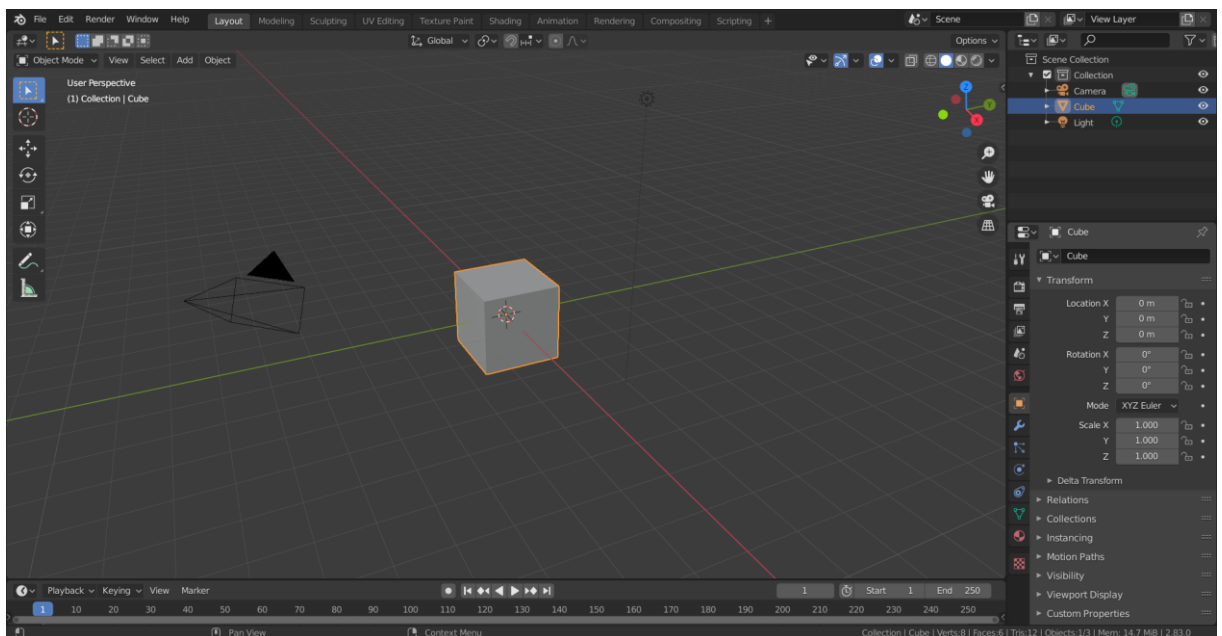 File Edit Render Window Help Layout Modeling Sculpting UV Editing Texture Paint Shading Animation Rendering Compositing Scripting + Scene View Layer
Global Options
Object Mode View Select Add Object
User Perspective
(1) Collection | Cube
Scene Collection
Collection
Camera
Cube
Light
Cube
Cube
Transform
Location X 0 m
Y 0 m
Z 0 m
Rotation X 0°
Y 0°
Z 0°
Mode XYZ Euler
Scale X 1.000
Y 1.000
Z 1.000
Delta Transform
Relations
Collections
Instancing
Motion Paths
Visibility
Viewport Display
Custom Properties
Playback Keying View Marker 1 Start 1 End 250
1 10 20 30 40 50 60 70 80 90 100 110 120 130 140 150 160 170 180 190 200 210 220 230 240 250
Pan View Context Menu Collection | Cube | Verts:8 | Faces:6 | Tris:12 | Objects:1/3 | Mem: 14.7 MiB | 2.83.0
X
Y
Z